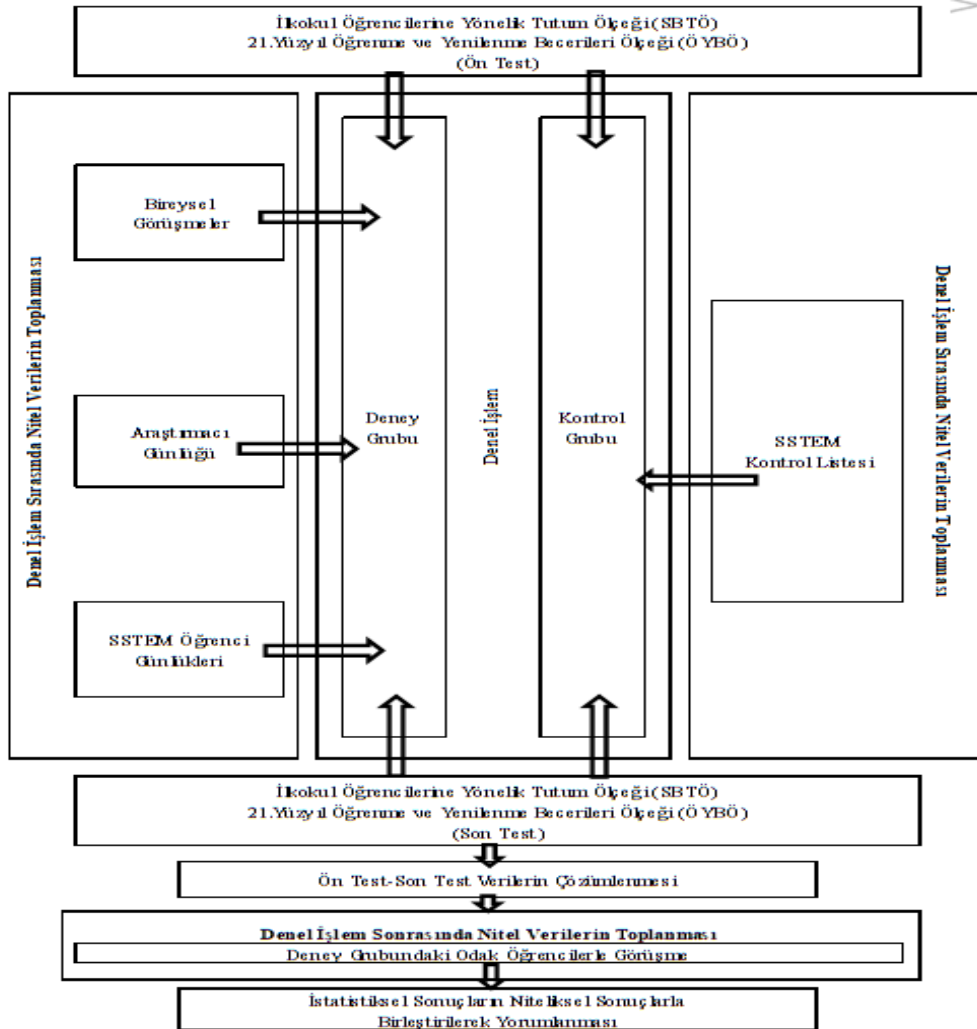 İlkokul Öğrencilerine Yönelik Tutum Ölçeği(SBTÖ)
21.Yüzyıl Öğrenme ve Yenilenme Becerileri Ölçeği(ÖYBÖ)
(Ön Test)
Denel İşlem Sırasında Nitel Verilerin Toplanması
Bireysel
Görüşmeler
Araştırmacı
Günlüğü
SSTEM Öğrenci
Günlükleri
Deney
Grubu
Denel İşlem
Kontrol
Grubu
SSTEM
Kontrol Listesi
Denel İşlem Sırasında Nitel Verilerin Toplanması
İlkokul Öğrencilerine Yönelik Tutum Ölçeği(SBTÖ)
21.Yüzyıl Öğrenme ve Yenilenme Becerileri Ölçeği(ÖYBÖ)
(Son Test)
Ön Test-Son Test Verilerin Çözümlenmesi
Denel İşlem Sonrasında Nitel Verilerin Toplanması
Deney Grubundaki Odak Öğrencilerle Görüşme
İstatistiksel Sonuçların Niteliksel Sonuçlarla
Birleştirilerek Yorumlanması